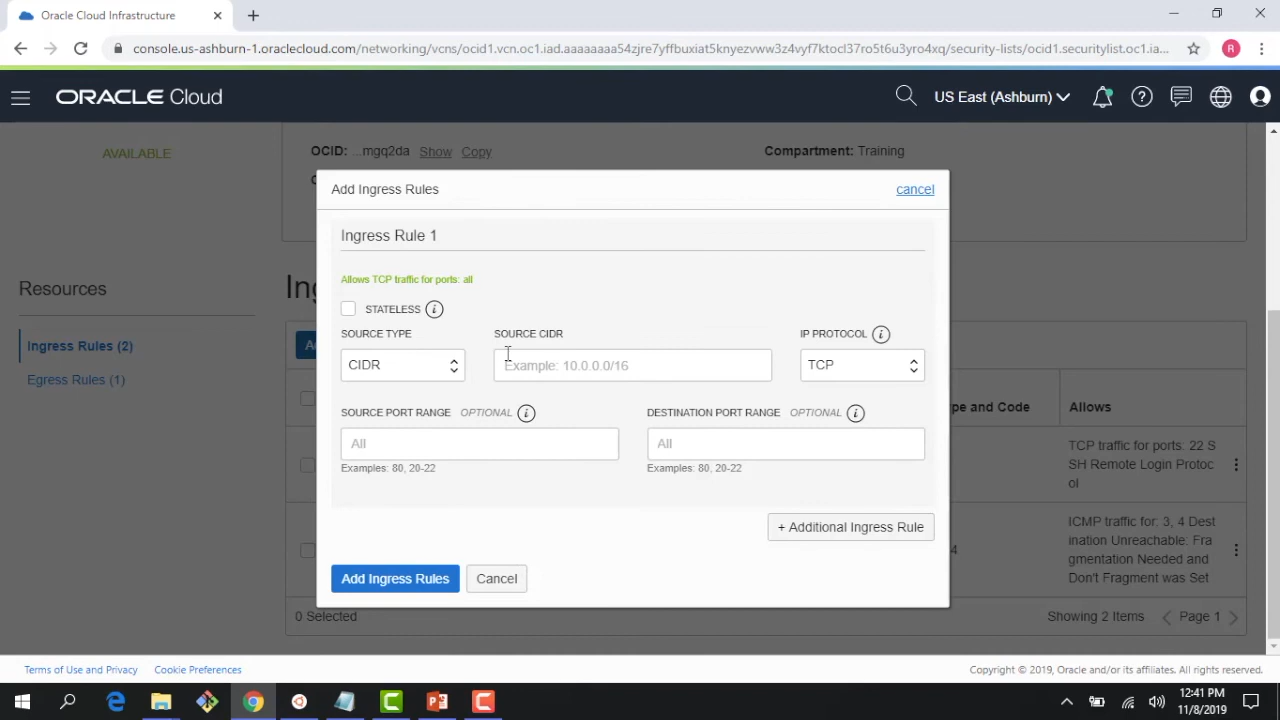 Oracle Cloud Infrastructure
console.us-ashburn-1.oraclecloud.com/networking/vcns/ocid1.vcn.oc1.iad.aaaaaaaa54zjre7yffbuxiat5knyezvww3z4vyf7ktocl37ro5t6u3yro4xq/security-lists/ocid1.securitylist.oc1.ia...
R
ORACLE Cloud
US East (Ashburn)
AVAILABLE
OCID: ...mgq2da Show Copy
Compartment: Training
Add Ingress Rules
cancel
Ingress Rule 1
Allows TCP traffic for ports: all
STATELESS
SOURCE TYPE
SOURCE CIDR
IP PROTOCOL
CIDR
Example: 10.0.0.0/16
TCP
SOURCE PORT RANGE OPTIONAL
DESTINATION PORT RANGE OPTIONAL
All
All
Examples: 80, 20-22
Examples: 80, 20-22
+ Additional Ingress Rule
Add Ingress Rules
Cancel
Resources
Ingress Rules (2)
Egress Rules (1)
and Code
Allows
TCP traffic for ports: 22 S
SH Remote Login Protoc
ol
4
ICMP traffic for: 3, 4 Dest
ination Unreachable: Fra
gmentation Needed and
Don't Fragment was Set
0 Selected
Showing 2 Items
Page 1
Terms of Use and Privacy
Cookie Preferences
Copyright © 2019, Oracle and/or its affiliates. All rights reserved.
12:41 PM
11/8/2019